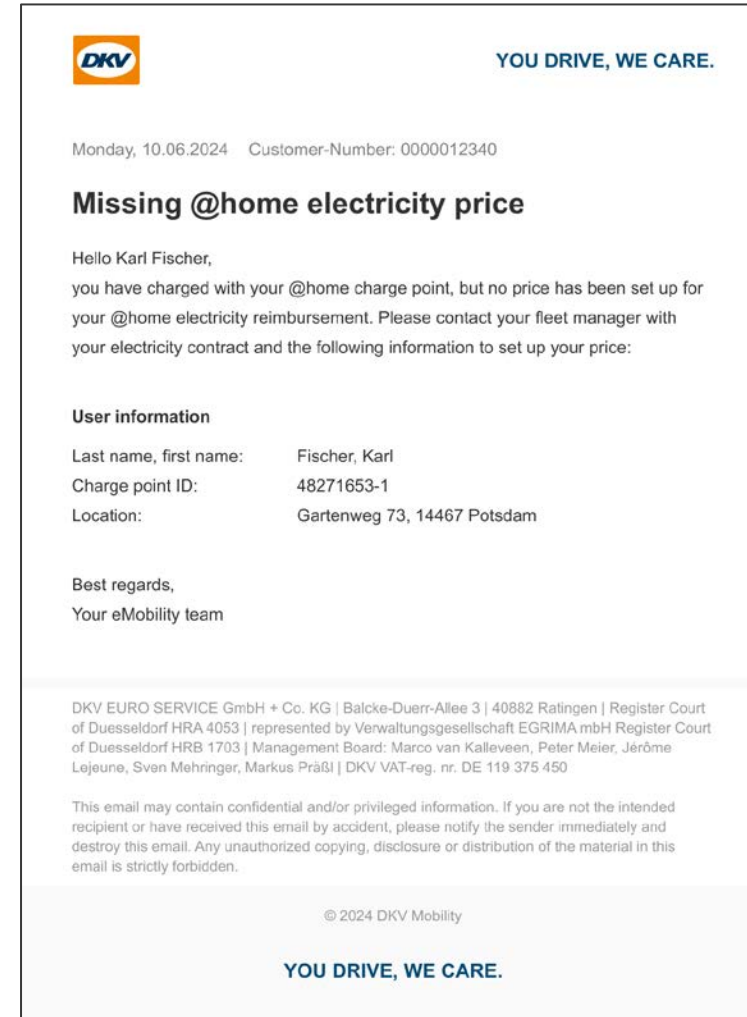 DKV
YOU DRIVE, WE CARE.
Monday, 10.06.2024 Customer-Number: 0000012340
Missing @home electricity price
Hello Karl Fischer,
you have charged with your @home charge point, but no price has been set up for
your @home electricity reimbursement. Please contact your fleet manager with
your electricity contract and the following information to set up your price:
User information
Last name, first name: Fischer, Karl
Charge point ID: 48271653-1
Location: Gartenweg 73, 14467 Potsdam
Best regards,
Your eMobility team
DKV EURO SERVICE GmbH + Co. KG | Balcke-Duerr-Allee 3 | 40882 Ratingen | Register Court
of Duesseldorf HRA 4053 | represented by Verwaltungsgesellschaft EGRIMA mbH Register Court
of Duesseldorf HRB 1703 | Management Board: Marco van Kalleveen, Peter Meier, Jérôme
Lejeune, Sven Mehringer, Markus Präßl | DKV VAT-reg. nr. DE 119 375 450
This email may contain confidential and/or privileged information. If you are not the intended
recipient or have received this email by accident, please notify the sender immediately and
destroy this email. Any unauthorized copying, disclosure or distribution of the material in this
email is strictly forbidden.
© 2024 DKV Mobility
YOU DRIVE, WE CARE.